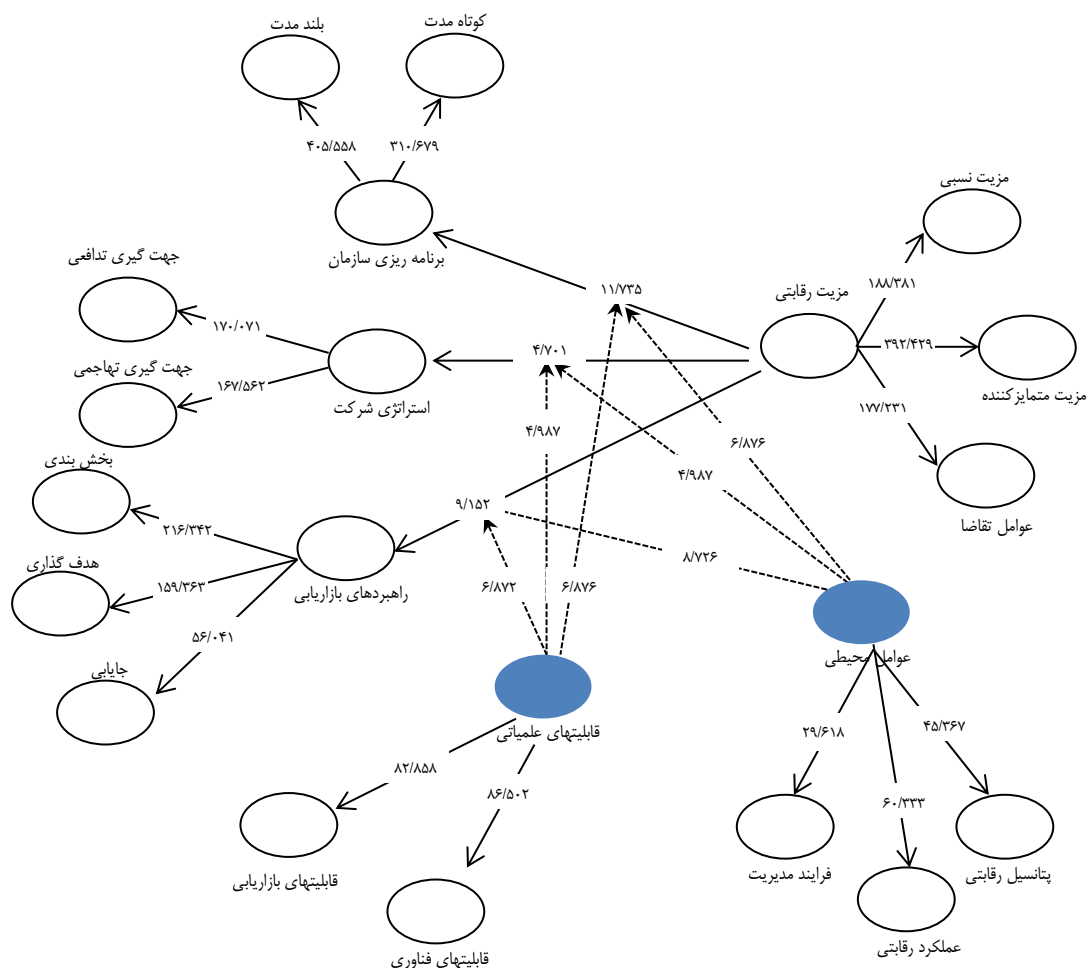 کوتاه مدت
بلند مدت
۳۱۰/۶۷۹
۴۰۵/۵۵۸
مزیت نسبی
برنامه ریزی سازمان
جهت گیری تدافعی
۱۸۸/۳۸۱
۱۱/۷۳۵
مزیت رقابتی
۱۷۰/۰۷۱
۳۹۲/۴۲۹
۴/۷۰۱
جهت گیری تهاجمی
۱۶۷/۵۶۲
مزیت متمایزکننده
استراتژی شرکت
۱۷۷/۲۳۱
۴/۹۸۷
۶/۸۷۶
بخش بندی
۴/۹۸۷
۹/۱۵۲
۲۱۶/۳۴۲
عوامل تقاضا
۸/۷۲۶
هدف گذاری
۱۵۹/۳۶۳
۶/۸۷۲
۶/۸۷۶
راهبردهای بازاریابی
۵۶/۰۴۱
عوامل محیطی
جایابی
قابلیتهای علمیاتی
۴۵/۳۶۷
۲۹/۶۱۸
۸۲/۸۵۸
۸۶/۵۰۲
۶۰/۳۳۳
پتانسیل رقابتی
فرایند مدیریت
قابلیتهای بازاریابی
عملکرد رقابتی
قابلیتهای فناوری